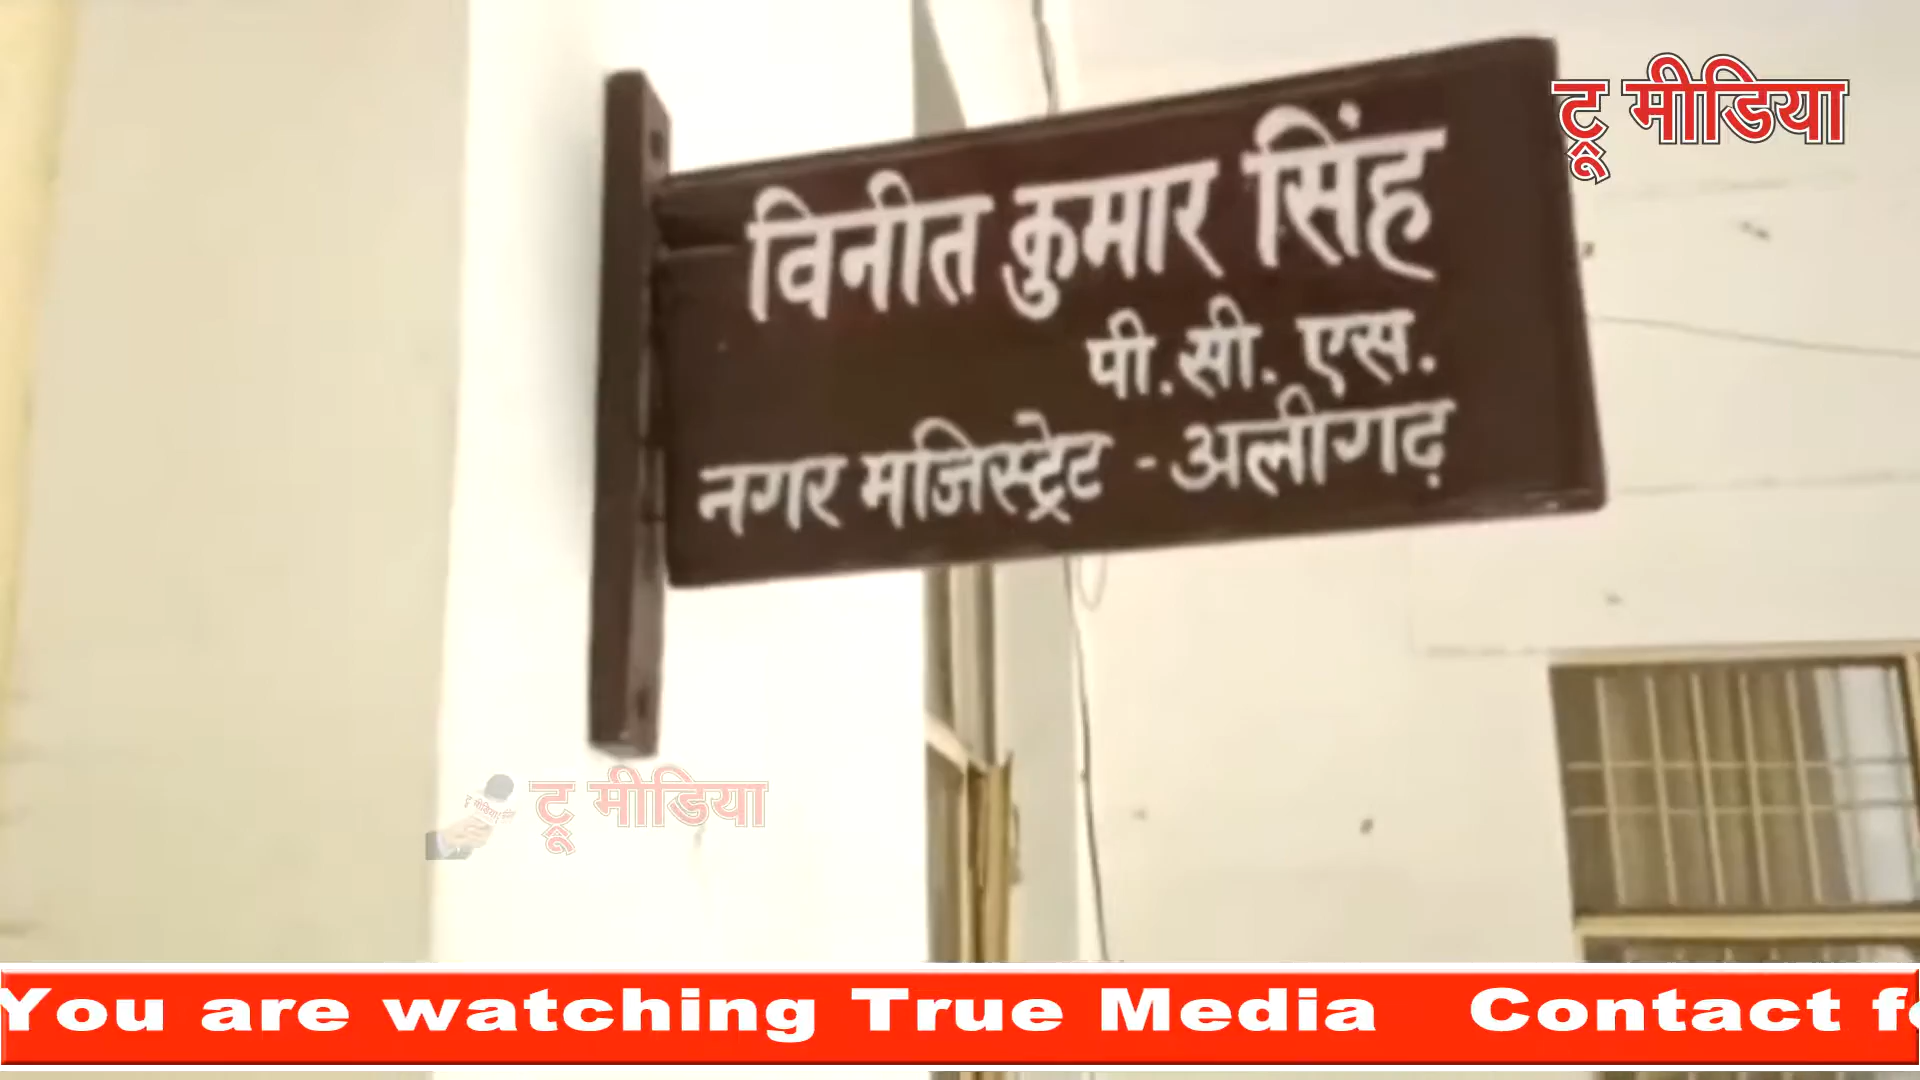 टू मीडिया
विनीत कुमार सिंह
पी.सी. एस.
नगर मजिस्ट्रेट - अलीगढ़
टू मीडिया
You are watching True Media Contact